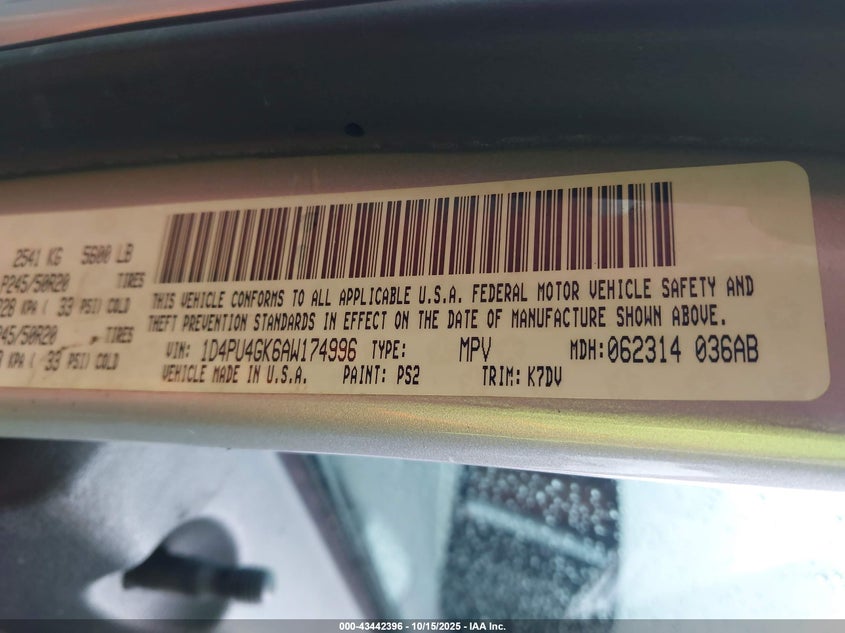 2541 KG 5600 LB
P245/50R20 TIRES
228 KPA ( 33 PSI) COLD
245/50R20 TIRES
KPA ( 33 PSI) COLD
THIS VEHICLE CONFORMS TO ALL APPLICABLE U.S.A. FEDERAL MOTOR VEHICLE SAFETY AND
THEFT PREVENTION STANDARDS IN EFFECT ON THE DATE OF MANUFACTURE SHOWN ABOVE.
VIN: 1D4PU4GK6AW174996 TYPE: MPV MDH:062314 036AB
VEHICLE MADE IN U.S.A. PAINT: PS2 TRIM: K7DV
000-43442396 - 10/15/2025 - IAA Inc.